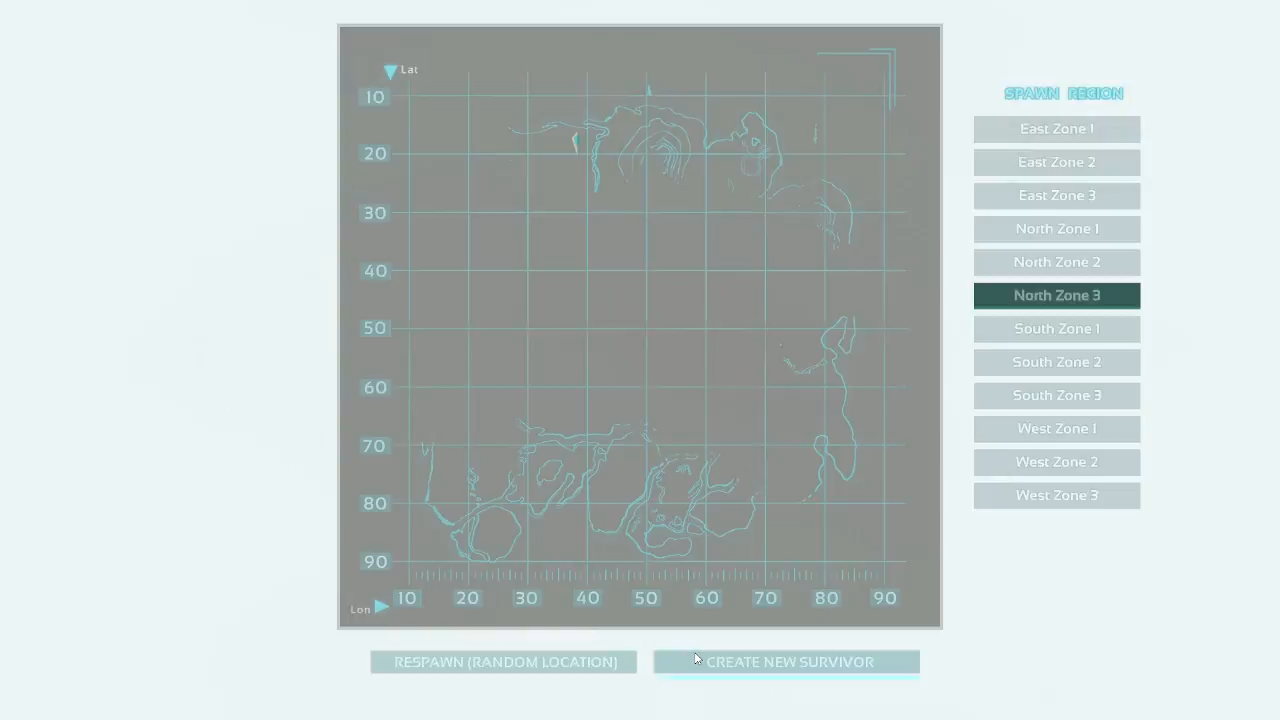 Lat
10
20
30
40
50
60
70
80
90
Lon
10 20 30 40 50 60 70 80 90
SPAWN REGION
East Zone 1
East Zone 2
East Zone 3
North Zone 1
North Zone 2
North Zone 3
South Zone 1
South Zone 2
South Zone 3
West Zone 1
West Zone 2
West Zone 3
RESPAWN (RANDOM LOCATION)
CREATE NEW SURVIVOR